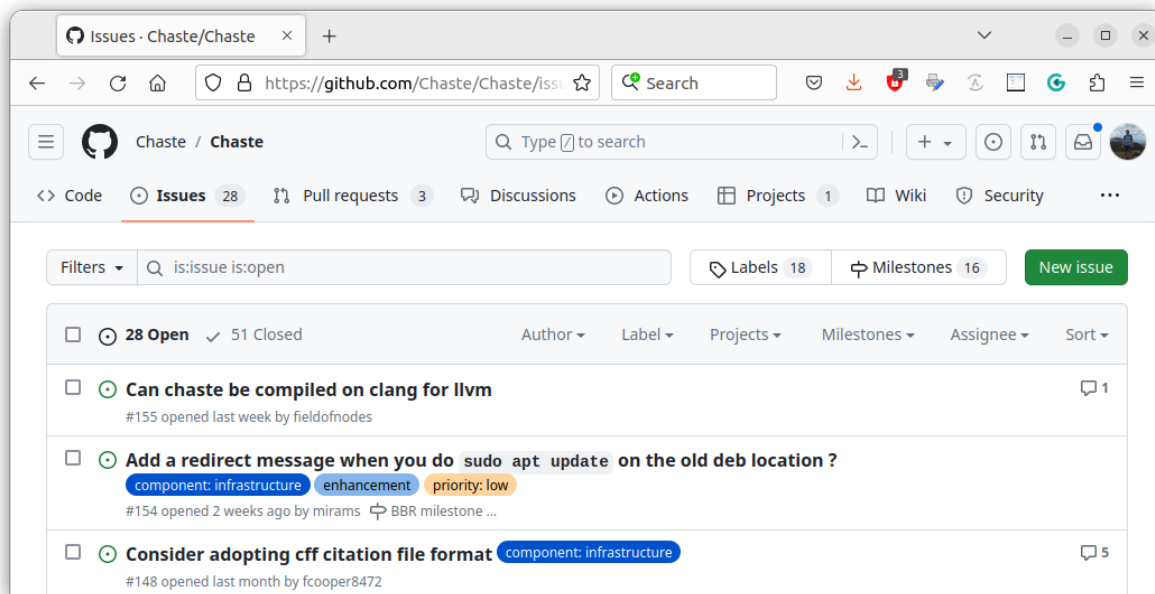 Issues · Chaste/Chaste
https://github.com/Chaste/Chaste/iss
Search
3
Chaste / Chaste
Type / to search
Code
Issues 28
Pull requests 3
Discussions
Actions
Projects 1
Wiki
Security
Filters
is:issue is:open
Labels 18
Milestones 16
New issue
28 Open
51 Closed
Author
Label
Projects
Milestones
Assignee
Sort
Can chaste be compiled on clang for llvm
1
#155 opened last week by fieldofnodes
Add a redirect message when you do sudo apt update on the old deb location ?
component: infrastructure
enhancement
priority: low
#154 opened 2 weeks ago by mirams
BBR milestone ...
Consider adopting cff citation file format
component: infrastructure
5
#148 opened last month by fcooper8472